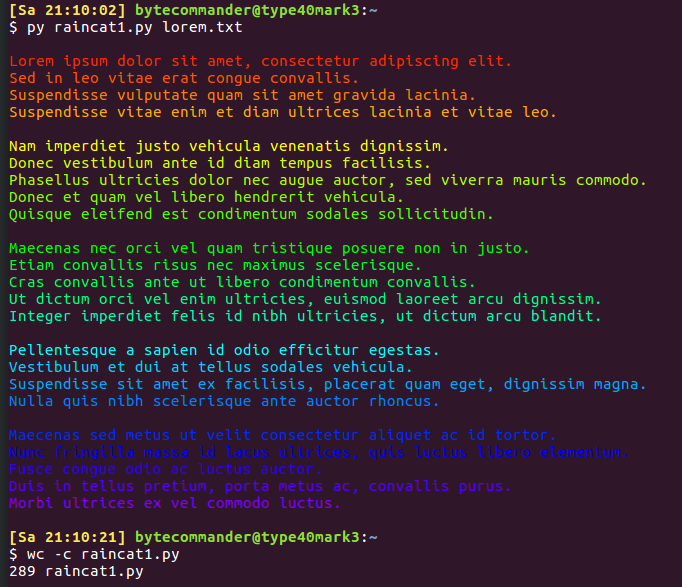 [Sa 21:10:02] bytecommander@type40mark3:~
$ py raincat1.py lorem.txt
Lorem ipsum dolor sit amet, consectetur adipiscing elit.
Sed in leo vitae erat congue convallis.
Suspendisse vulputate quam sit amet gravida lacinia.
Suspendisse vitae enim et diam ultrices lacinia et vitae leo.
Nam imperdiet justo vehicula venenatis dignissim.
Donec vestibulum ante id diam tempus facilisis.
Phasellus ultricies dolor nec augue auctor, sed viverra mauris commodo.
Donec et quam vel libero hendrerit vehicula.
Quisque eleifend est condimentum sodales sollicitudin.
Maecenas nec orci vel quam tristique posuere non in justo.
Etiam convallis risus nec maximus scelerisque.
Cras convallis ante ut libero condimentum convallis.
Ut dictum orci vel enim ultricies, euismod laoreet arcu dignissim.
Integer imperdiet felis id nibh ultricies, ut dictum arcu blandit.
Pellentesque a sapien id odio efficitur egestas.
Vestibulum et dui at tellus sodales vehicula.
Suspendisse sit amet ex facilisis, placerat quam eget, dignissim magna.
Nulla quis nibh scelerisque ante auctor rhoncus.
Maecenas sed metus ut velit consectetur aliquet ac id tortor.
Nunc fringilla massa id lacus ultrices, quis luctus libero elementum.
Fusce congue odio ac luctus auctor.
Duis in tellus pretium, porta metus ac, convallis purus.
Morbi ultrices ex vel commodo luctus.
[Sa 21:10:21] bytecommander@type40mark3:~
$ wc -c raincat1.py
289 raincat1.py